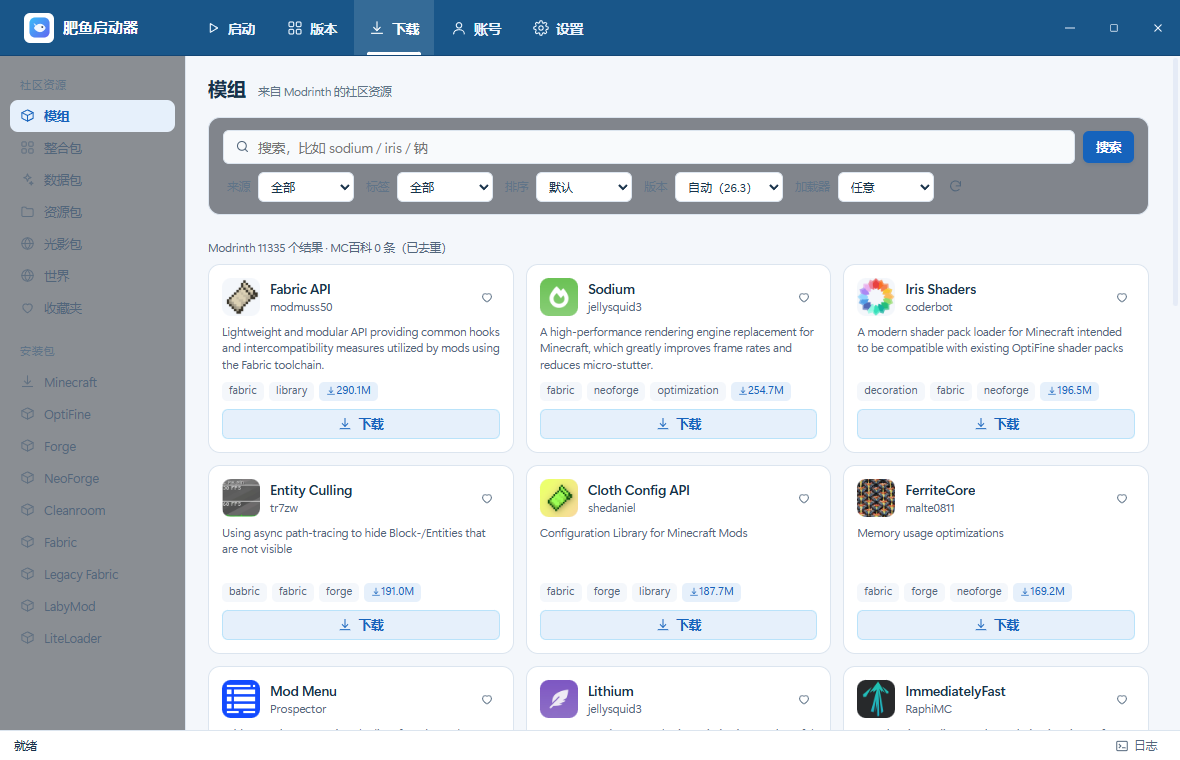 肥鱼启动器
启动
版本
下载
账号
设置
社区资源
模组
整合包
数据包
资源包
光影包
世界
收藏夹
安装包
Minecraft
OptiFine
Forge
NeoForge
Cleanroom
Fabric
Legacy Fabric
LabyMod
LiteLoader
模组 来自 Modrinth 的社区资源
搜索，比如 sodium / iris / 钠
搜索
来源 全部 标签 全部 排序 默认 版本 自动（26.3） 加载器 任意
Modrinth 11335 个结果 · MC百科 0 条（已去重）
Fabric API
modmuss50
Lightweight and modular API providing common hooks
and intercompatibility measures utilized by mods using
the Fabric toolchain.
fabric library 290.1M
下载
Sodium
jellysquid3
A high-performance rendering engine replacement for
Minecraft, which greatly improves frame rates and
reduces micro-stutter.
fabric neoforge optimization 254.7M
下载
Iris Shaders
coderbot
A modern shader pack loader for Minecraft intended
to be compatible with existing OptiFine shader packs
decoration fabric neoforge 196.5M
下载
Entity Culling
tr7zw
Using async path-tracing to hide Block-/Entities that
are not visible
babric fabric forge 191.0M
下载
Cloth Config API
shedaniel
Configuration Library for Minecraft Mods
fabric forge library 187.7M
下载
FerriteCore
malte0811
Memory usage optimizations
fabric forge neoforge 169.2M
下载
Mod Menu
Prospector
Lithium
jellysquid3
ImmediatelyFast
RaphiMC
就绪
日志